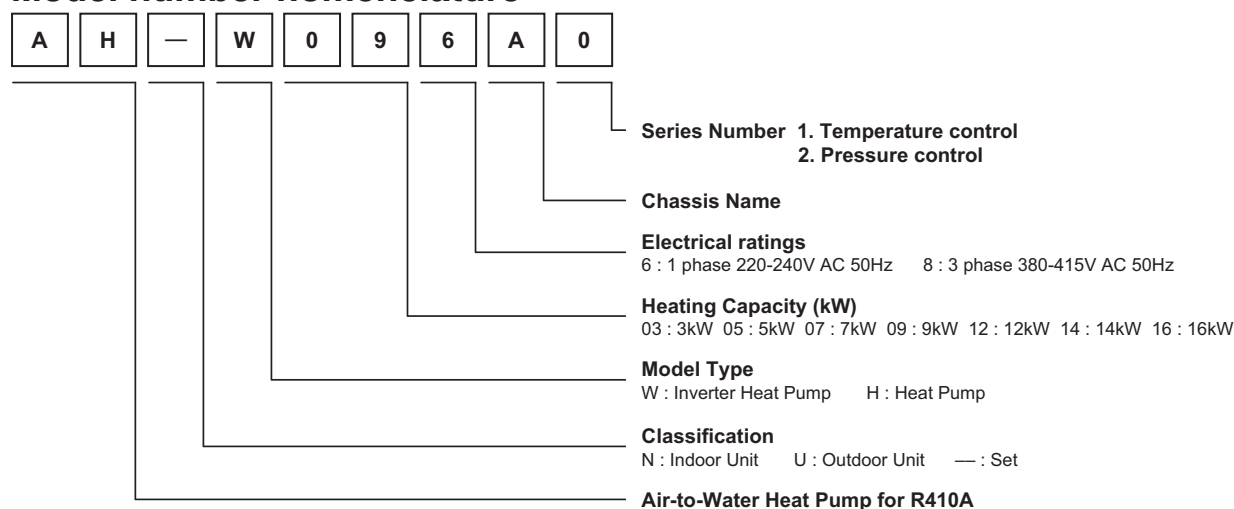 A H — W 0 9 6 A 0
Series Number 1. Temperature control
2. Pressure control
Chassis Name
Electrical ratings
6 : 1 phase 220-240V AC 50Hz 8 : 3 phase 380-415V AC 50Hz
Heating Capacity (kW)
03 : 3kW 05 : 5kW 07 : 7kW 09 : 9kW 12 : 12kW 14 : 14kW 16 : 16kW
Model Type
W : Inverter Heat Pump H : Heat Pump
Classification
N : Indoor Unit U : Outdoor Unit — : Set
Air-to-Water Heat Pump for R410A